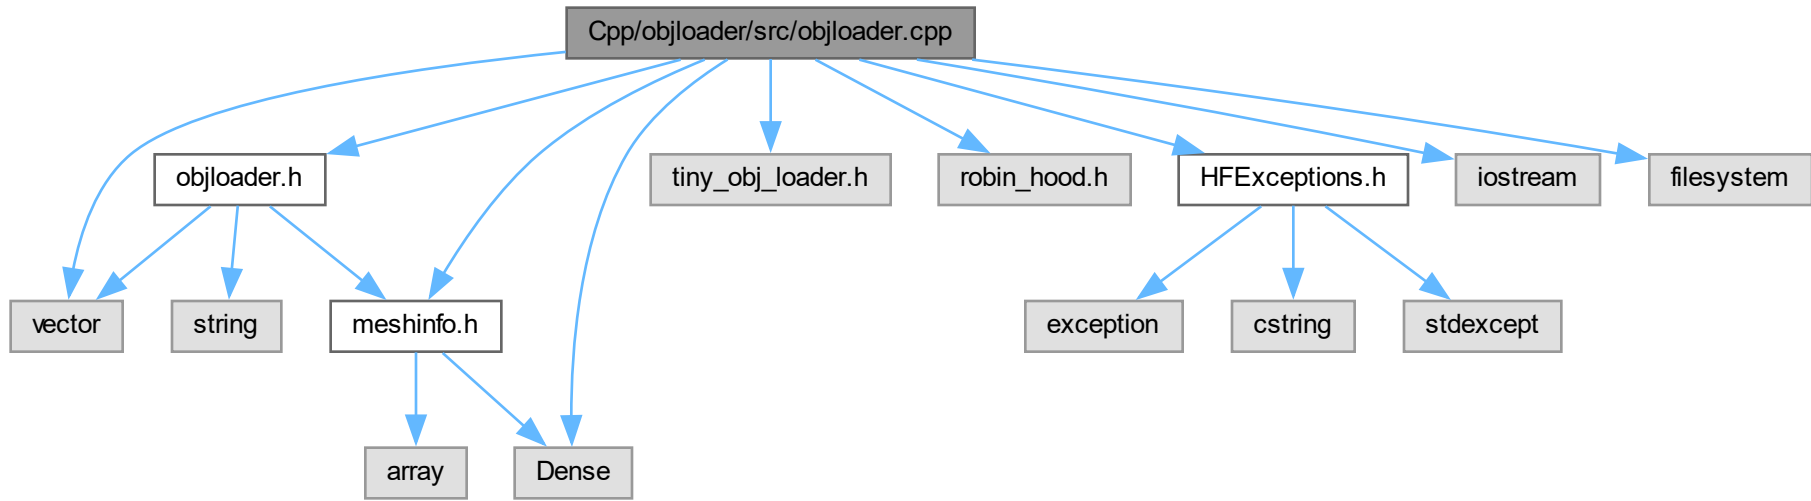 Cpp/objloader/src/objloader.cpp
objloader.h
tiny_obj_loader.h
robin_hood.h
HFExceptions.h
iostream
filesystem
vector
string
meshinfo.h
exception
cstring
stdexcept
array
Dense